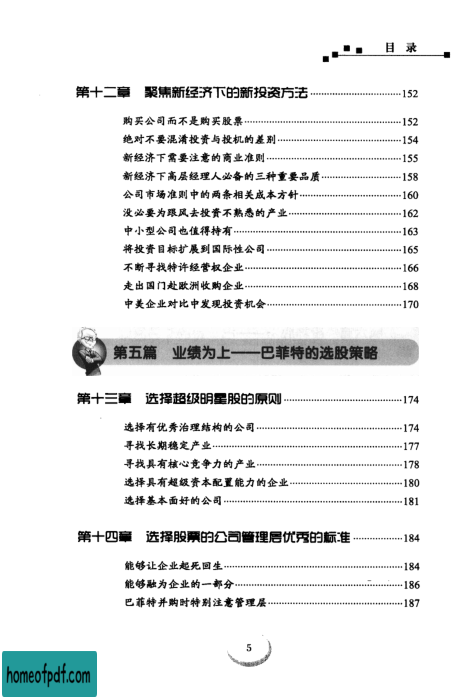 目 录
第十二章 聚焦新经济下的新投资方法 152
购买公司而不是购买股票 152
绝对不要混淆投资与投机的差别 154
新经济下需要注意的商业准则 155
新经济下高层经理人必备的三种重要品质 158
公司市场准则中的两条相关成本方针 160
没必要为跟风去投资不熟悉的产业 162
中小型公司也值得持有 163
将投资目标扩展到国际性公司 165
不断寻找特许经营权企业 166
走出国门赴欧洲收购企业 168
中美企业对比中发现投资机会 170
第五篇 业绩为上——巴菲特的选股策略
第十三章 选择超级明星股的原则 174
选择有优秀治理结构的公司 174
寻找长期稳定产业 177
寻找具有核心竞争力的产业 178
选择具有超级资本配置能力的企业 180
选择基本面好的公司 181
第十四章 选择股票的公司管理层优秀的标准 184
能够让企业起死回生 184
能够融为企业的一部分 186
巴菲特并购时特别注意管理层 187
5
homeofpdf.com